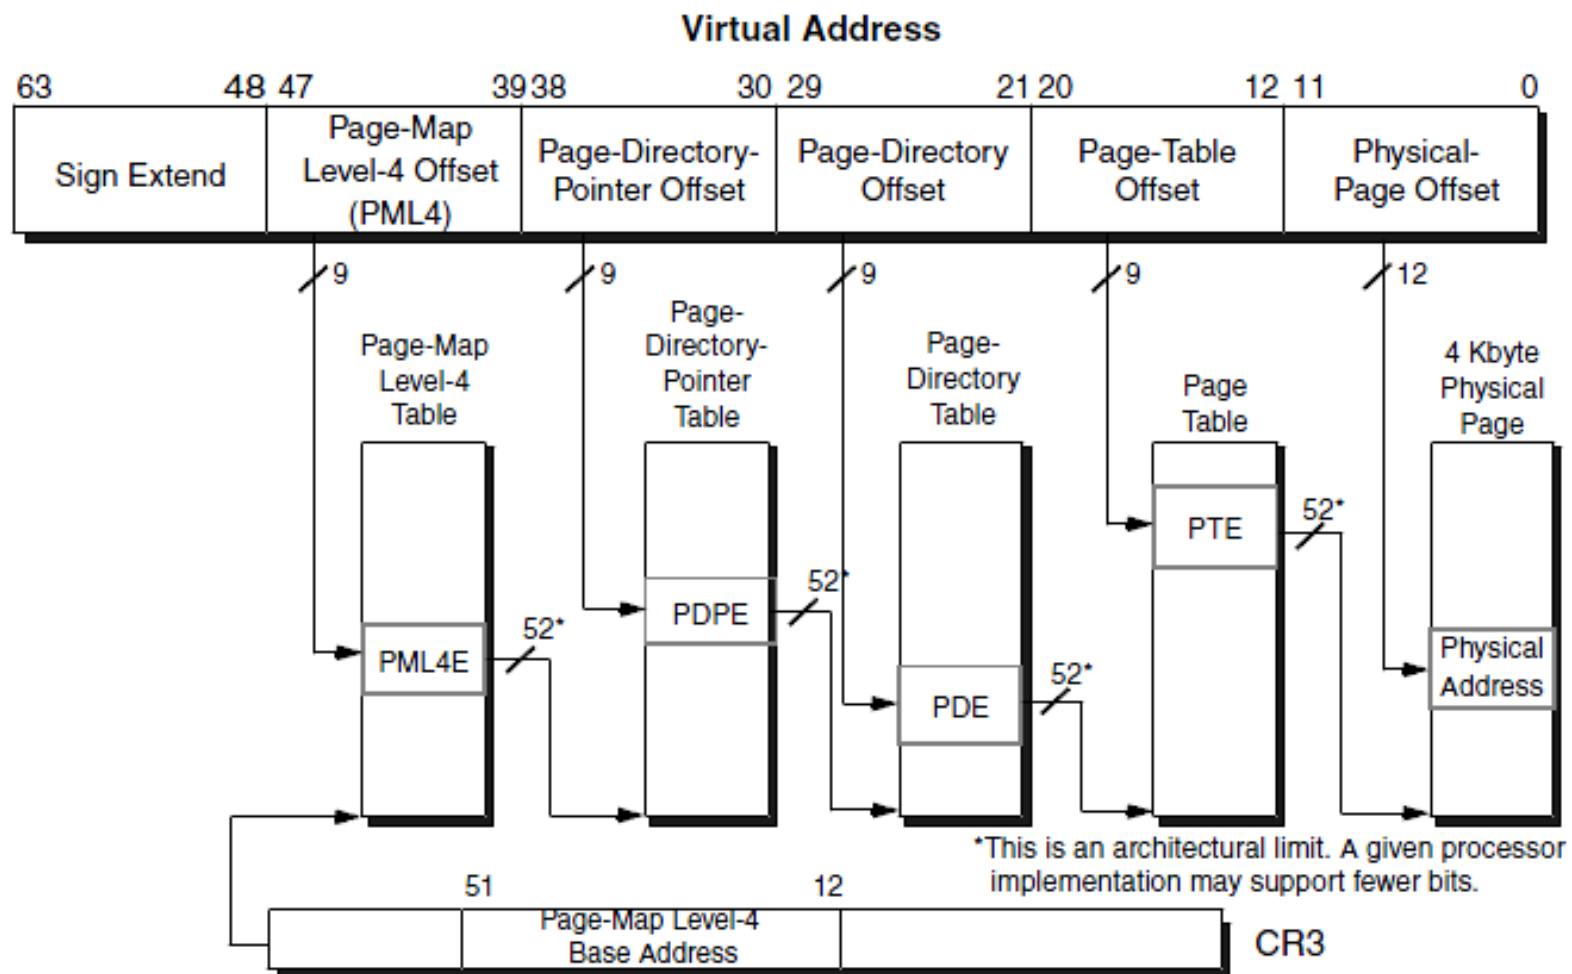 Virtual Address
63 48 47 39 38 30 29 21 20 12 11 0
Sign Extend
Page-Map
Level-4 Offset
(PML4)
Page-Directory-
Pointer Offset
Page-Directory
Offset
Page-Table
Offset
Physical-
Page Offset
9 9 9 9 12
Page-Map
Level-4
Table
Page-
Directory-
Pointer
Table
Page-
Directory
Table
Page
Table
4 Kbyte
Physical
Page
PML4E
52*
PDPE
52*
PDE
52*
PTE
52*
Physical
Address
*This is an architectural limit. A given processor
implementation may support fewer bits.
51 12
Page-Map Level-4
Base Address
CR3